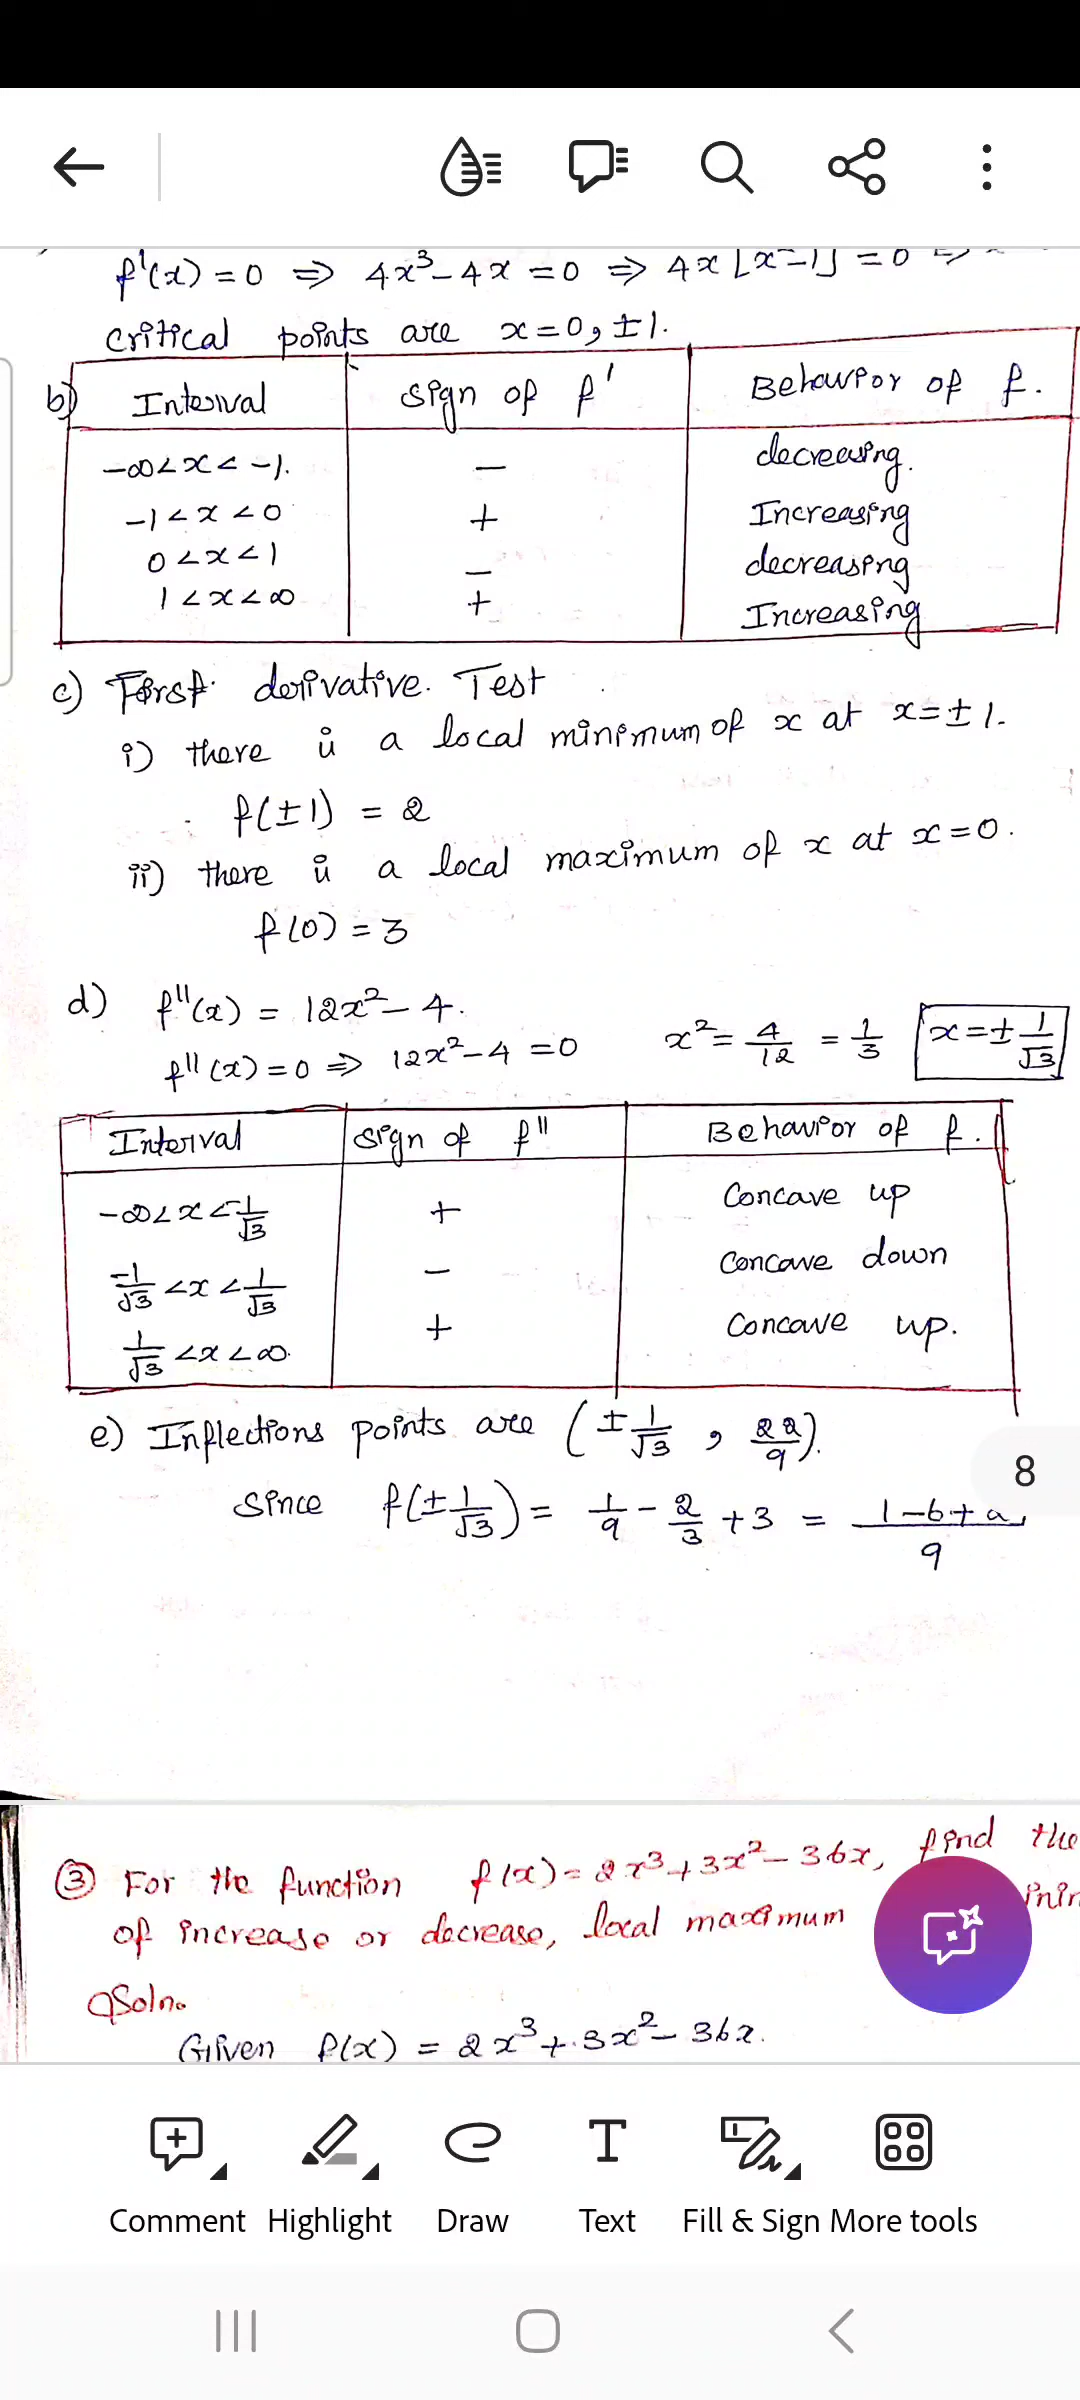 f'(x) = 0 ⇒ 4x³ - 4x = 0 ⇒ 4x [x² - 1] = 0 ⇒
critical points are x = 0, ±1.
b) Interval Sign of f' Behavior of f.
-∞ < x < -1. − decreasing.
-1 < x < 0 + Increasing
0 < x < 1 − decreasing
1 < x < ∞ + Increasing
c) First derivative Test
i) there is a local minimum of x at x = ±1.
f(±1) = 2
ii) there is a local maximum of x at x = 0.
f(0) = 3
d) f''(x) = 12x² - 4.
f''(x) = 0 ⇒ 12x² - 4 = 0 x² = 4/12 = 1/3 x = ± 1/√3
Interval Sign of f'' Behavior of f.
-∞ < x < -1/√3 + Concave up
-1/√3 < x < 1/√3 − Concave down
1/√3 < x < ∞. + Concave up.
e) Inflections points are (± 1/√3 , 22/9).
8
Since f(± 1/√3) = 1/9 - 2/3 + 3 = 1-6+2/9
③ For the function f(x) = 2x³ + 3x² - 36x, find the
of increase or decrease, local maximum
Soln.
Given f(x) = 2x³ + 3x² - 36x.
Comment Highlight Draw Text Fill & Sign More tools